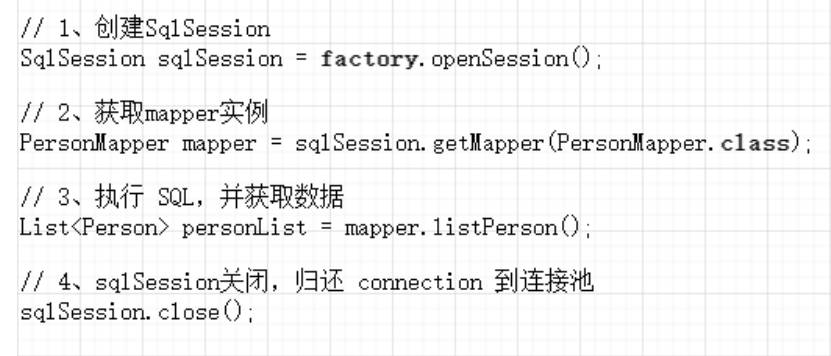 // 1、创建SqlSession
SqlSession sqlSession = factory.openSession();
// 2、获取mapper实例
PersonMapper mapper = sqlSession.getMapper(PersonMapper.class);
// 3、执行 SQL，并获取数据
List<Person> personList = mapper.listPerson();
// 4、sqlSession关闭，归还 connection 到连接池
sqlSession.close();